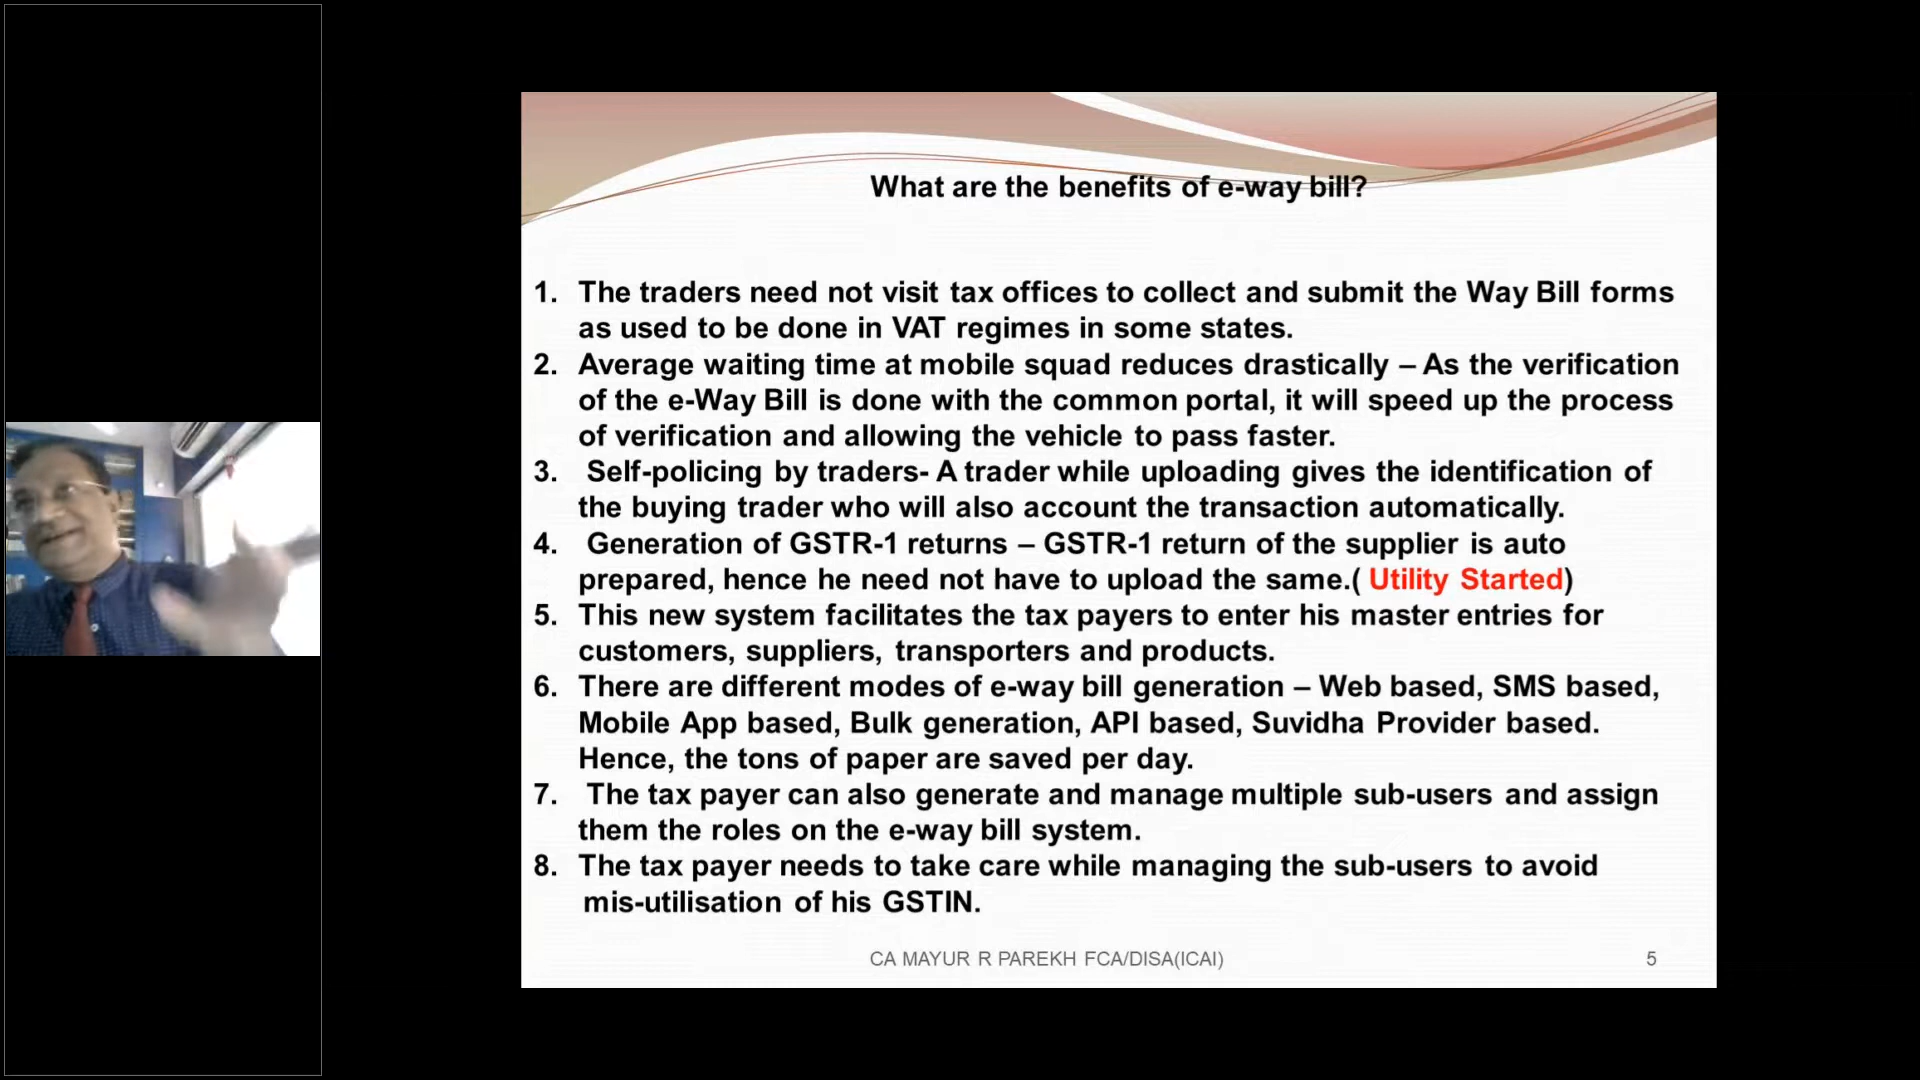 What are the benefits of e-way bill?
1. The traders need not visit tax offices to collect and submit the Way Bill forms
as used to be done in VAT regimes in some states.
2. Average waiting time at mobile squad reduces drastically – As the verification
of the e-Way Bill is done with the common portal, it will speed up the process
of verification and allowing the vehicle to pass faster.
3. Self-policing by traders- A trader while uploading gives the identification of
the buying trader who will also account the transaction automatically.
4. Generation of GSTR-1 returns – GSTR-1 return of the supplier is auto
prepared, hence he need not have to upload the same.( Utility Started)
5. This new system facilitates the tax payers to enter his master entries for
customers, suppliers, transporters and products.
6. There are different modes of e-way bill generation – Web based, SMS based,
Mobile App based, Bulk generation, API based, Suvidha Provider based.
Hence, the tons of paper are saved per day.
7. The tax payer can also generate and manage multiple sub-users and assign
them the roles on the e-way bill system.
8. The tax payer needs to take care while managing the sub-users to avoid
mis-utilisation of his GSTIN.
CA MAYUR R PAREKH FCA/DISA(ICAI) 5